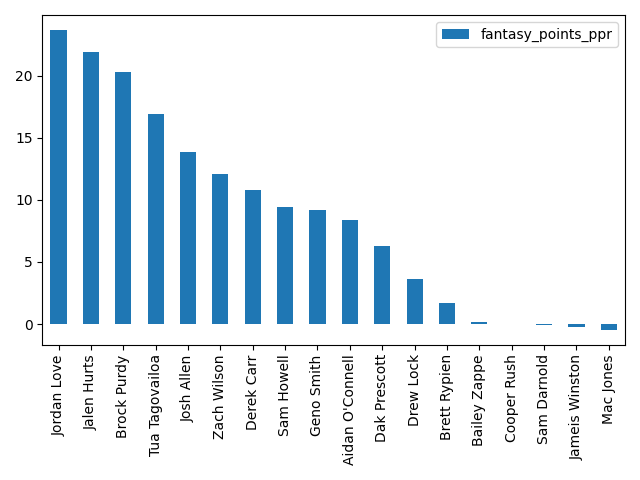 fantasy_points_ppr
20
15
10
5
0
Jordan Love
Jalen Hurts
Brock Purdy
Tua Tagovailoa
Josh Allen
Zach Wilson
Derek Carr
Sam Howell
Geno Smith
Aidan O'Connell
Dak Prescott
Drew Lock
Brett Rypien
Bailey Zappe
Cooper Rush
Sam Darnold
Jameis Winston
Mac Jones